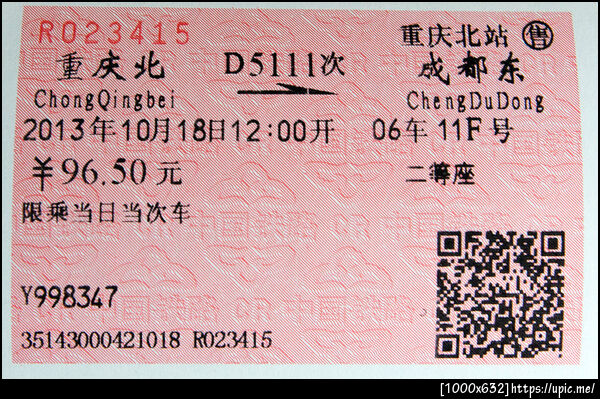 R023415
重庆北站 售
重庆北 D5111次 成都东
ChongQingbei ChengDuDong
2013年10月18日12:00开 06车 11F号
￥96.50元 二等座
限乘当日当次车
Y998347
35143000421018 R023415
[1000x632]https://upic.me/